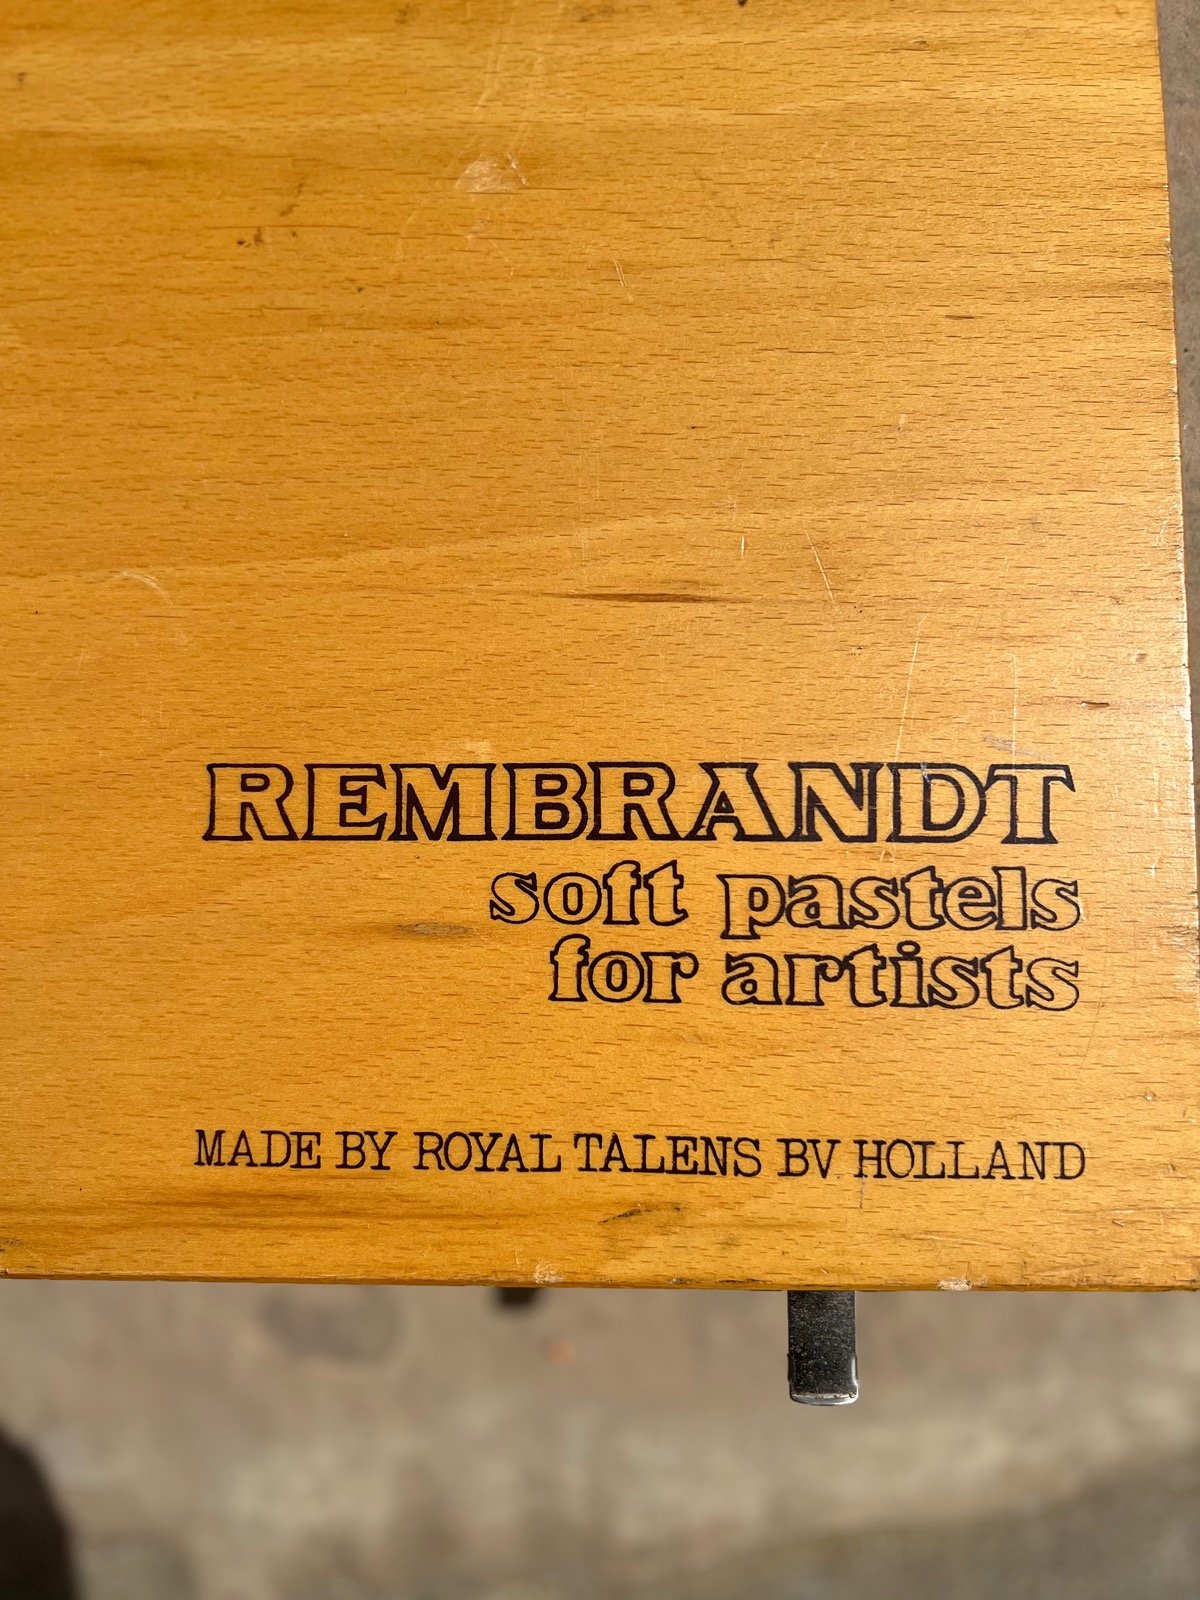 REMBRANDT
soft pastels
for artists
MADE BY ROYAL TALENS BV HOLLAND